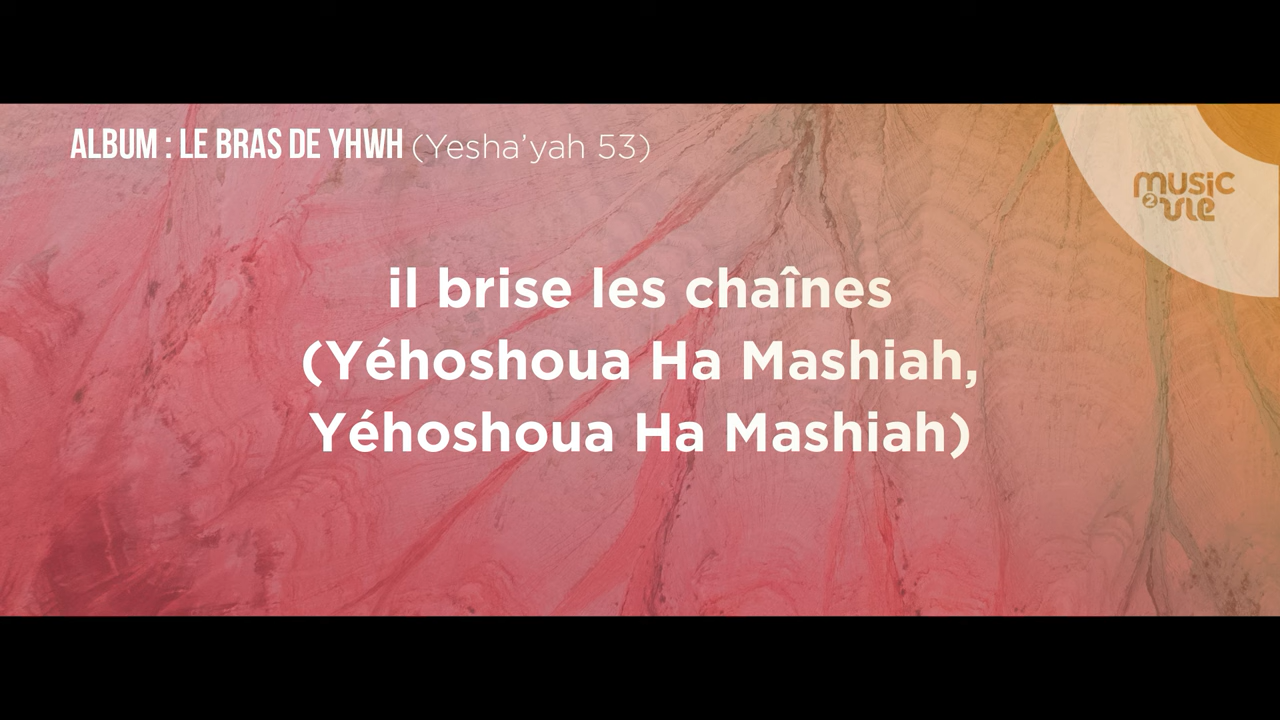 ALBUM : LE BRAS DE YHWH (Yesha’yah 53)
music
2 vie
il brise les chaînes
(Yéhoshoua Ha Mashiah,
Yéhoshoua Ha Mashiah)